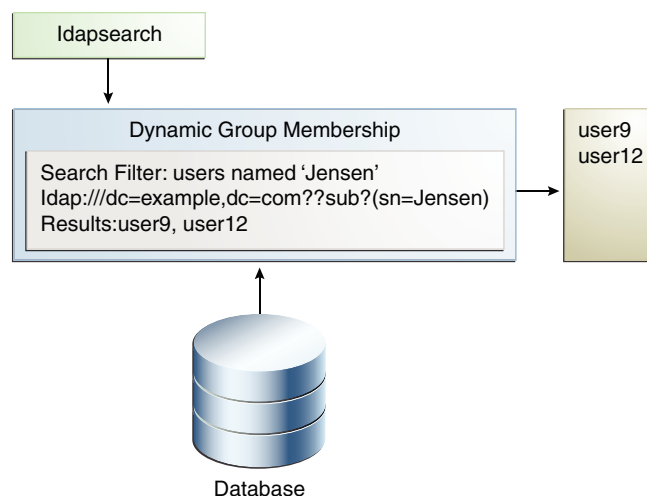 ldapsearch
Dynamic Group Membership
Search Filter: users named ‘Jensen’
ldap:///dc=example,dc=com??sub?(sn=Jensen)
Results:user9, user12
user9
user12
Database